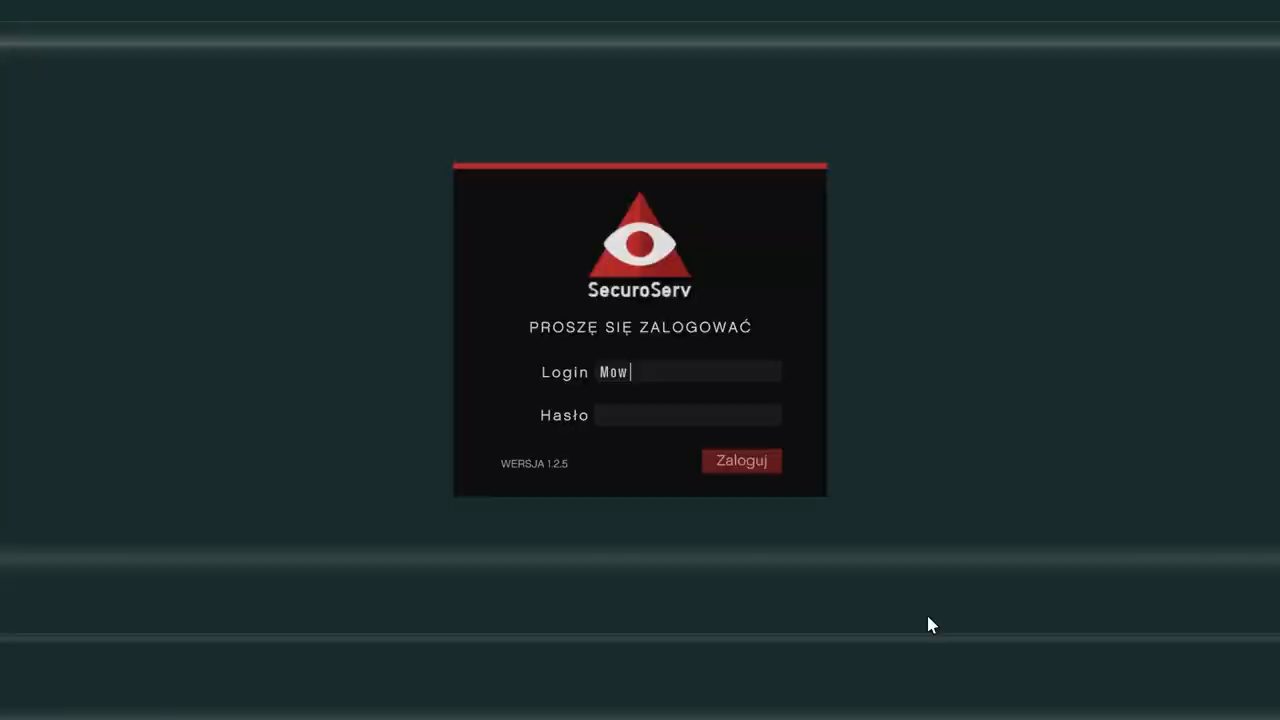 SecuroServ
PROSZĘ SIĘ ZALOGOWAĆ
Login Mow
Hasło
WERSJA 1.2.5 Zaloguj